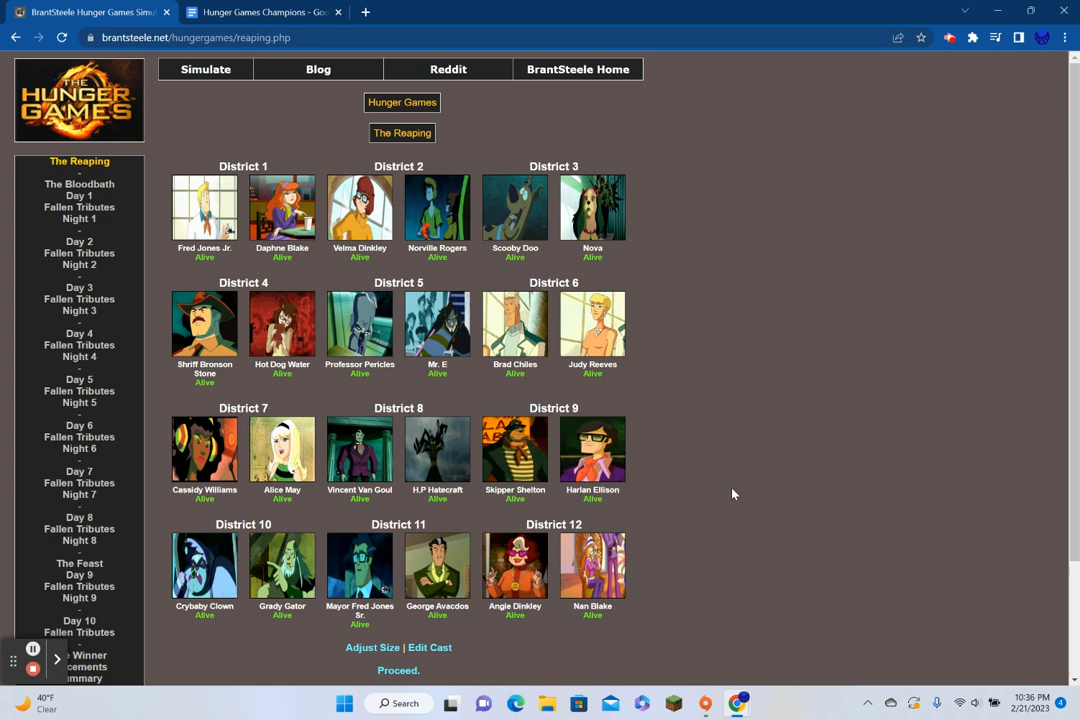 BrantSteele Hunger Games Simu
Hunger Games Champions - Goo
brantsteele.net/hungergames/reaping.php
THE
HUNGER
GAMES
Simulate
Blog
Reddit
BrantSteele Home
Hunger Games
The Reaping
The Reaping
-
The Bloodbath
Day 1
Fallen Tributes
Night 1
-
Day 2
Fallen Tributes
Night 2
-
Day 3
Fallen Tributes
Night 3
-
Day 4
Fallen Tributes
Night 4
-
Day 5
Fallen Tributes
Night 5
-
Day 6
Fallen Tributes
Night 6
-
Day 7
Fallen Tributes
Night 7
-
Day 8
Fallen Tributes
Night 8
-
The Feast
Day 9
Fallen Tributes
Night 9
-
Day 10
Fallen Tributes
-
e Winner
cements
ummary
District 1
District 2
District 3
Fred Jones Jr.
Daphne Blake
Velma Dinkley
Norville Rogers
Scooby Doo
Nova
Alive
Alive
Alive
Alive
Alive
Alive
District 4
District 5
District 6
Shriff Bronson
Stone
Hot Dog Water
Professor Pericles
Mr. E
Brad Chiles
Judy Reeves
Alive
Alive
Alive
Alive
Alive
Alive
District 7
District 8
District 9
Cassidy Williams
Alice May
Vincent Van Goul
H.P Hatecraft
Skipper Shelton
Harlan Ellison
Alive
Alive
Alive
Alive
Alive
Alive
District 10
District 11
District 12
Crybaby Clown
Grady Gator
Mayor Fred Jones
Sr.
George Avacdos
Angie Dinkley
Nan Blake
Alive
Alive
Alive
Alive
Alive
Alive
Adjust Size | Edit Cast
Proceed.
40°F
Clear
Search
10:36 PM
2/21/2023
4